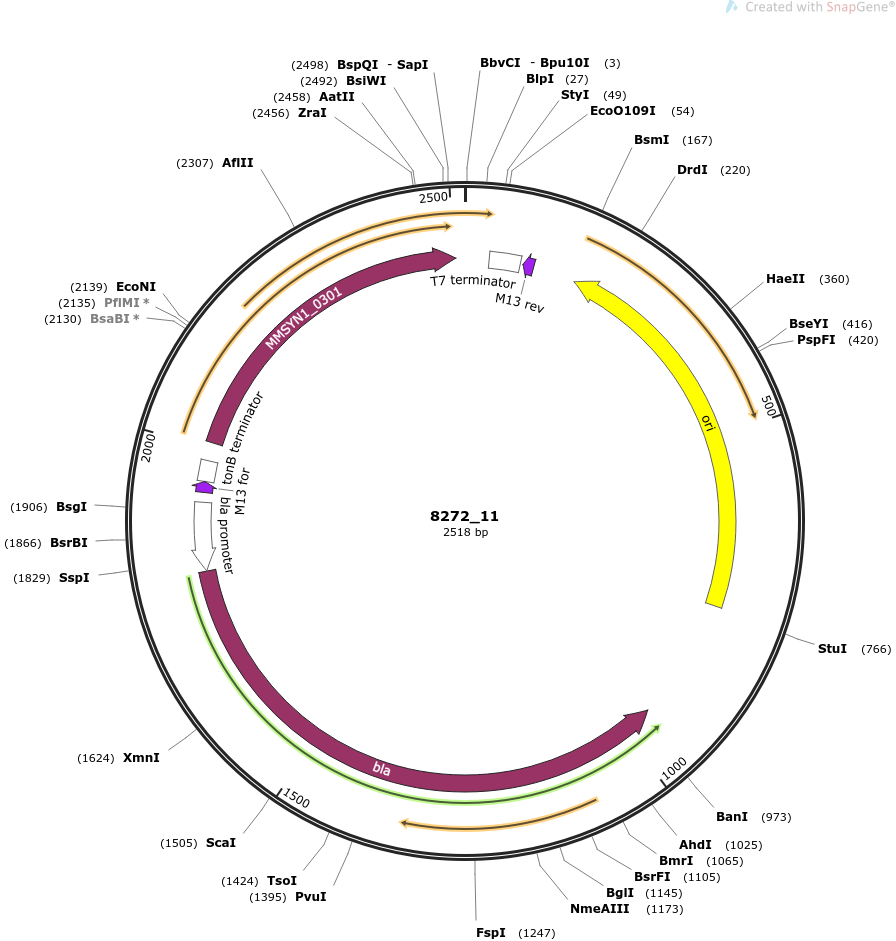 Created with SnapGene®
(2498) BspQI - SapI
(2492) BsiWI
(2458) AatII
(2456) ZraI
BbvCI - Bpu10I (3)
BlpI (27)
StyI (49)
EcoO109I (54)
BsmI (167)
DrdI (220)
(2307) AflII
2500
T7 terminator
M13 rev
HaeII (360)
BseYI (416)
PspFI (420)
(2139) EcoNI
(2135) PflMI *
(2130) BsaBI *
MMSYN1_0301
500
ori
2000
tonB terminator
M13 for
bla promoter
(1906) BsgI
(1866) BsrBI
(1829) SspI
8272_11
2518 bp
StuI (766)
(1624) XmnI
bla
1000
1500
BanI (973)
AhdI (1025)
BmrI (1065)
BsrFI (1105)
BglI (1145)
NmeAIII (1173)
FspI (1247)
(1505) ScaI
(1424) TsoI
(1395) PvuI